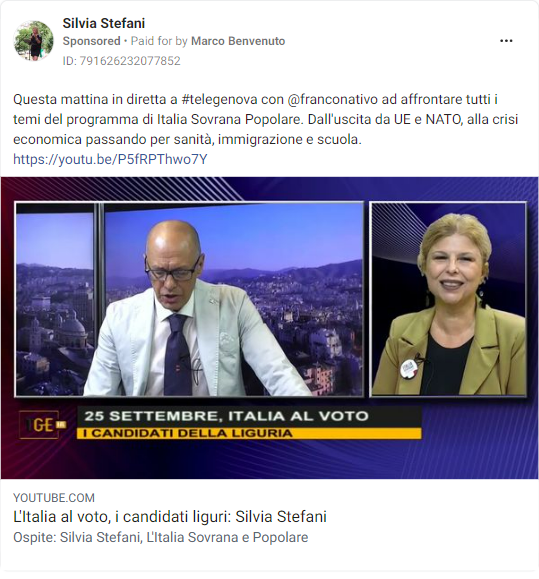 Silvia Stefani
Sponsored • Paid for by Marco Benvenuto
ID: 791626232077852
Questa mattina in diretta a #telegenova con @franconativo ad affrontare tutti i
temi del programma di Italia Sovrana Popolare. Dall'uscita da UE e NATO, alla crisi
economica passando per sanità, immigrazione e scuola.
https://youtu.be/P5fRPThwo7Y
25 SETTEMBRE, ITALIA AL VOTO
I CANDIDATI DELLA LIGURIA
YOUTUBE.COM
L'Italia al voto, i candidati liguri: Silvia Stefani
Ospite: Silvia Stefani, L'Italia Sovrana e Popolare